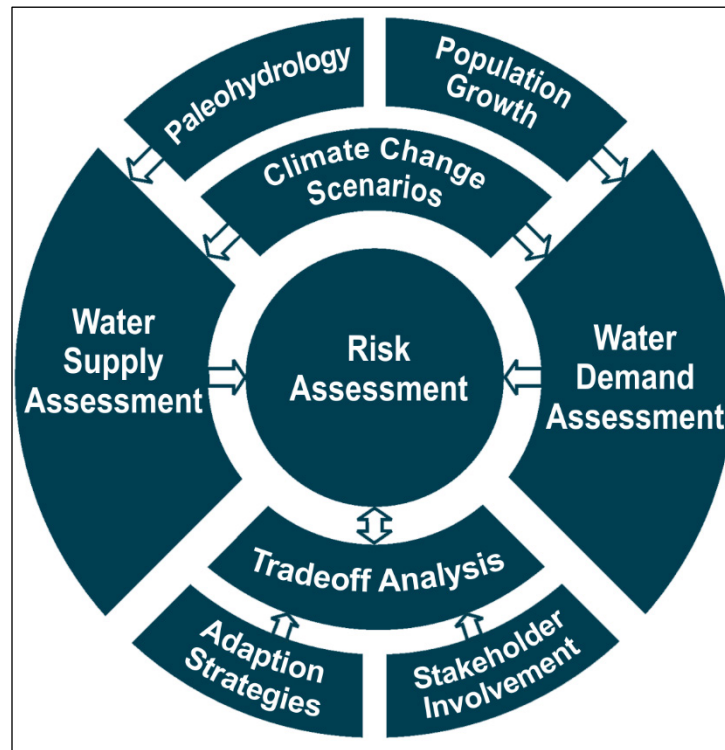 Paleohydrology
Population
Growth
Climate Change
Scenarios
Water
Supply
Assessment
Risk
Assessment
Water
Demand
Assessment
Tradeoff Analysis
Adaption
Strategies
Stakeholder
Involvement